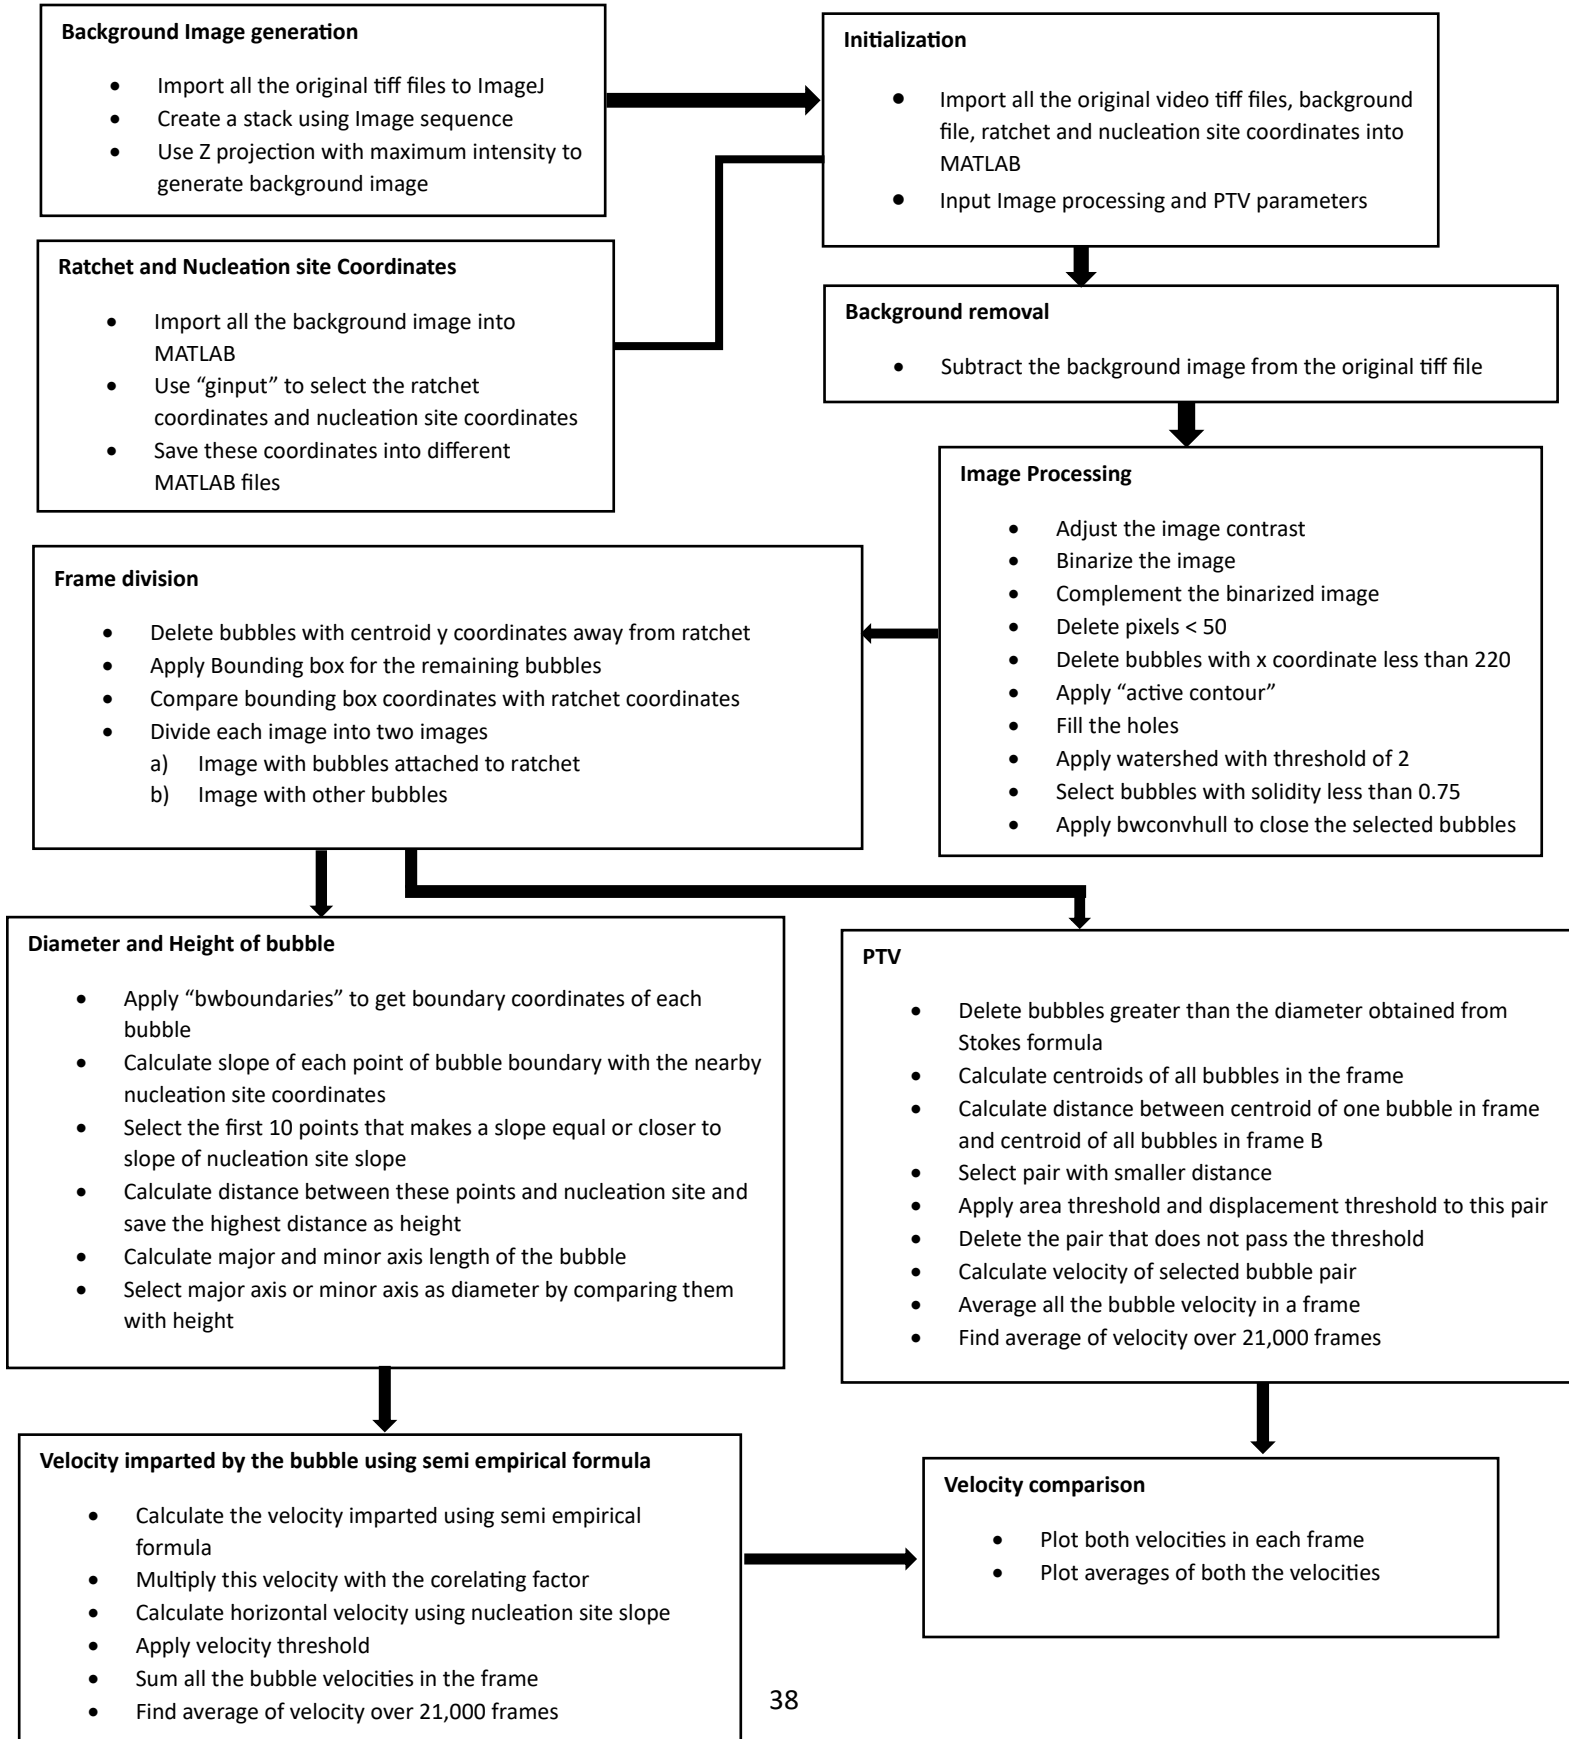 Background Image generation
• Import all the original tiff files to ImageJ
• Create a stack using Image sequence
• Use Z projection with maximum intensity to
generate background image
Initialization
• Import all the original video tiff files, background
file, ratchet and nucleation site coordinates into
MATLAB
• Input Image processing and PTV parameters
Ratchet and Nucleation site Coordinates
• Import all the background image into
MATLAB
• Use “ginput” to select the ratchet
coordinates and nucleation site coordinates
• Save these coordinates into different
MATLAB files
Background removal
• Subtract the background image from the original tiff file
Image Processing
• Adjust the image contrast
• Binarize the image
• Complement the binarized image
• Delete pixels < 50
• Delete bubbles with x coordinate less than 220
• Apply “active contour”
• Fill the holes
• Apply watershed with threshold of 2
• Select bubbles with solidity less than 0.75
• Apply bwconvhull to close the selected bubbles
Frame division
• Delete bubbles with centroid y coordinates away from ratchet
• Apply Bounding box for the remaining bubbles
• Compare bounding box coordinates with ratchet coordinates
• Divide each image into two images
a) Image with bubbles attached to ratchet
b) Image with other bubbles
Diameter and Height of bubble
• Apply “bwboundaries” to get boundary coordinates of each
bubble
• Calculate slope of each point of bubble boundary with the nearby
nucleation site coordinates
• Select the first 10 points that makes a slope equal or closer to
slope of nucleation site slope
• Calculate distance between these points and nucleation site and
save the highest distance as height
• Calculate major and minor axis length of the bubble
• Select major axis or minor axis as diameter by comparing them
with height
PTV
• Delete bubbles greater than the diameter obtained from
Stokes formula
• Calculate centroids of all bubbles in the frame
• Calculate distance between centroid of one bubble in frame
and centroid of all bubbles in frame B
• Select pair with smaller distance
• Apply area threshold and displacement threshold to this pair
• Delete the pair that does not pass the threshold
• Calculate velocity of selected bubble pair
• Average all the bubble velocity in a frame
• Find average of velocity over 21,000 frames
Velocity imparted by the bubble using semi empirical formula
• Calculate the velocity imparted using semi empirical
formula
• Multiply this velocity with the corelating factor
• Calculate horizontal velocity using nucleation site slope
• Apply velocity threshold
• Sum all the bubble velocities in the frame
• Find average of velocity over 21,000 frames
Velocity comparison
• Plot both velocities in each frame
• Plot averages of both the velocities
38